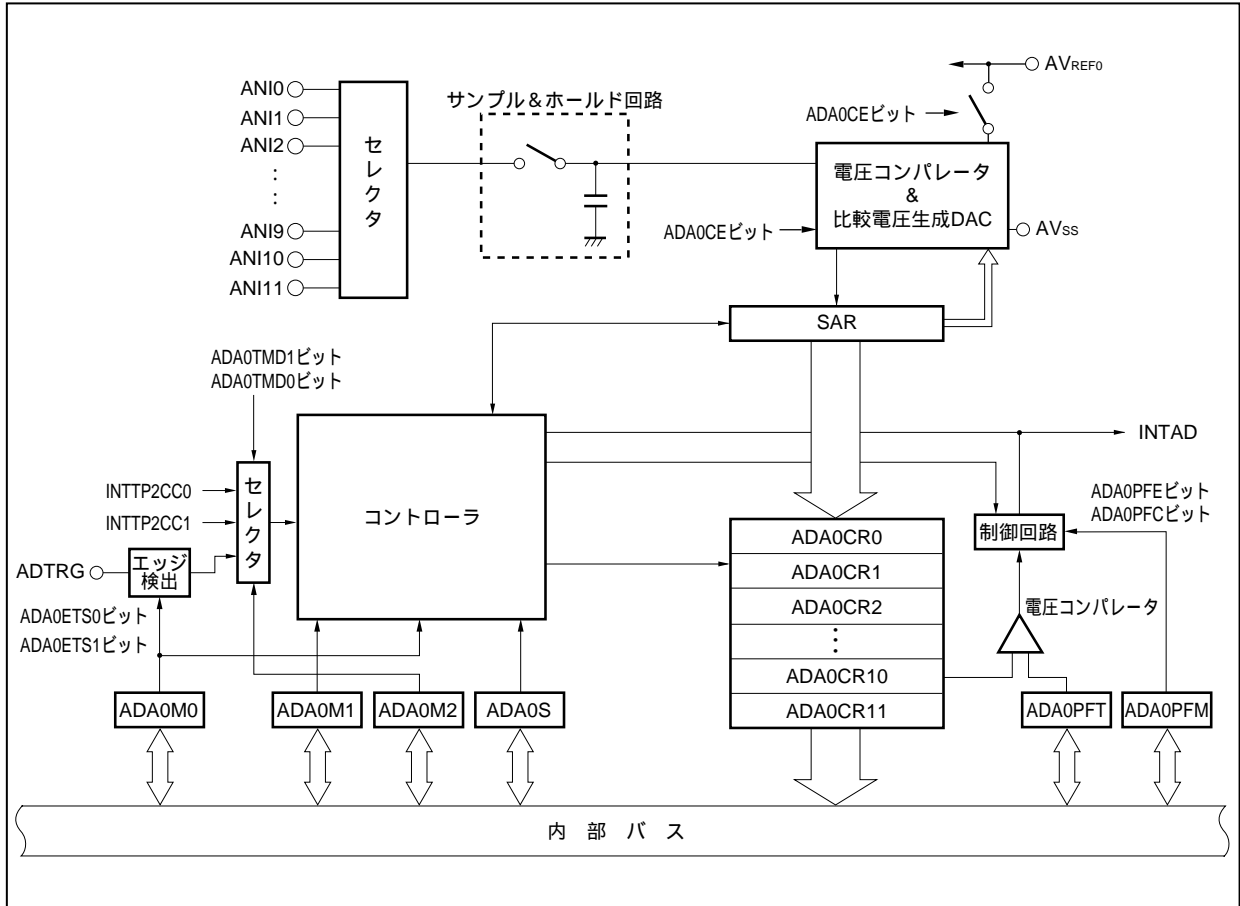 AVREF0
ANI0
ANI1
ANI2
⋮
ANI9
ANI10
ANI11
セレクタ
サンプル&ホールド回路
ADA0CEビット
電圧コンパレータ
&
比較電圧生成DAC
ADA0CEビット
AVSS
SAR
ADA0TMD1ビット
ADA0TMD0ビット
INTAD
INTTP2CC0
INTTP2CC1
セレクタ
コントローラ
ADTRG
エッジ
検出
ADA0ETS0ビット
ADA0ETS1ビット
ADA0PFEビット
ADA0PFCビット
制御回路
電圧コンパレータ
ADA0CR0
ADA0CR1
ADA0CR2
⋮
ADA0CR10
ADA0CR11
ADA0M0
ADA0M1
ADA0M2
ADA0S
ADA0PFT
ADA0PFM
内 部 バ ス